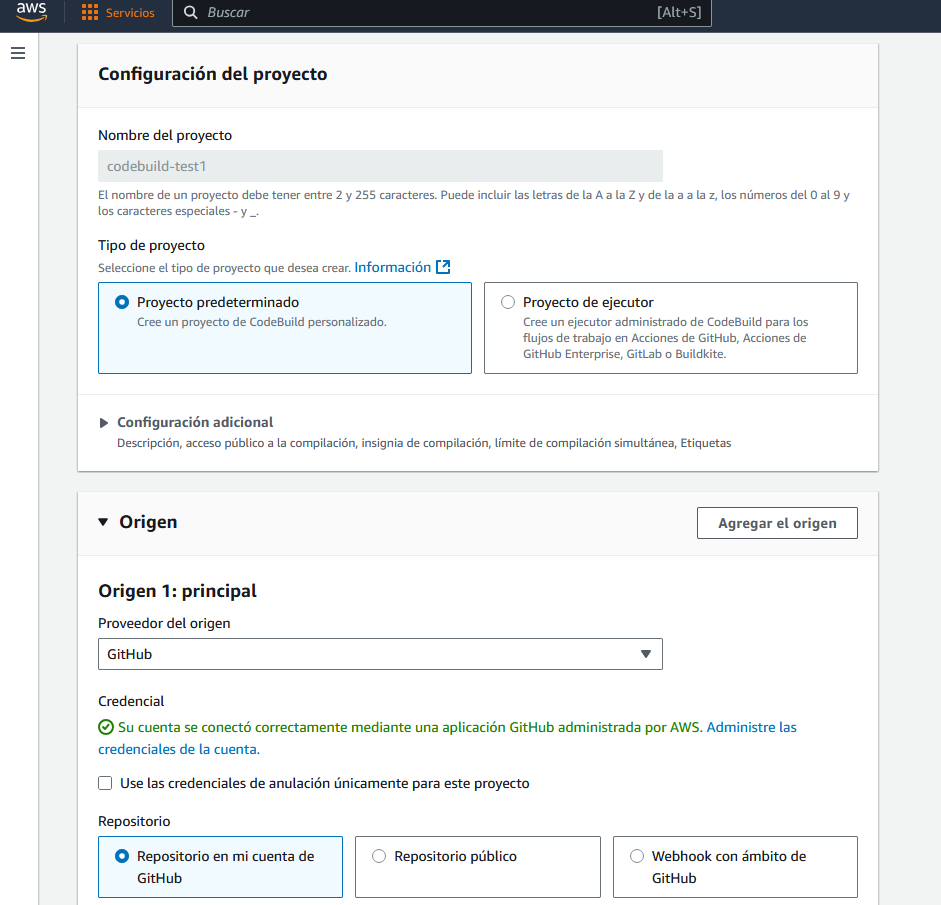 aws
Servicios
Buscar
[Alt+S]
Configuración del proyecto
Nombre del proyecto
codebuild-test1
El nombre de un proyecto debe tener entre 2 y 255 caracteres. Puede incluir las letras de la A a la Z y de la a a la z, los números del 0 al 9 y
los caracteres especiales - y _.
Tipo de proyecto
Seleccione el tipo de proyecto que desea crear. Información
Proyecto predeterminado
Cree un proyecto de CodeBuild personalizado.
Proyecto de ejecutor
Cree un ejecutor administrado de CodeBuild para los
flujos de trabajo en Acciones de GitHub, Acciones de
GitHub Enterprise, GitLab o Buildkite.
Configuración adicional
Descripción, acceso público a la compilación, insignia de compilación, límite de compilación simultánea, Etiquetas
Origen
Agregar el origen
Origen 1: principal
Proveedor del origen
GitHub
Credencial
Su cuenta se conectó correctamente mediante una aplicación GitHub administrada por AWS. Administre las
credenciales de la cuenta.
Use las credenciales de anulación únicamente para este proyecto
Repositorio
Repositorio en mi cuenta de
GitHub
Repositorio público
Webhook con ámbito de
GitHub